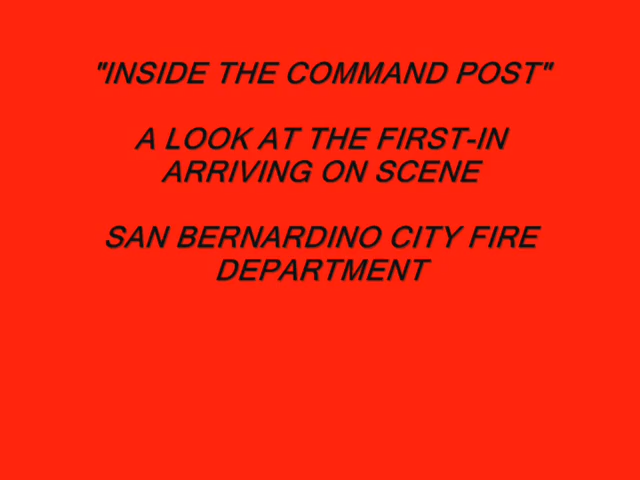 "INSIDE THE COMMAND POST"
A LOOK AT THE FIRST-IN
ARRIVING ON SCENE
SAN BERNARDINO CITY FIRE
DEPARTMENT